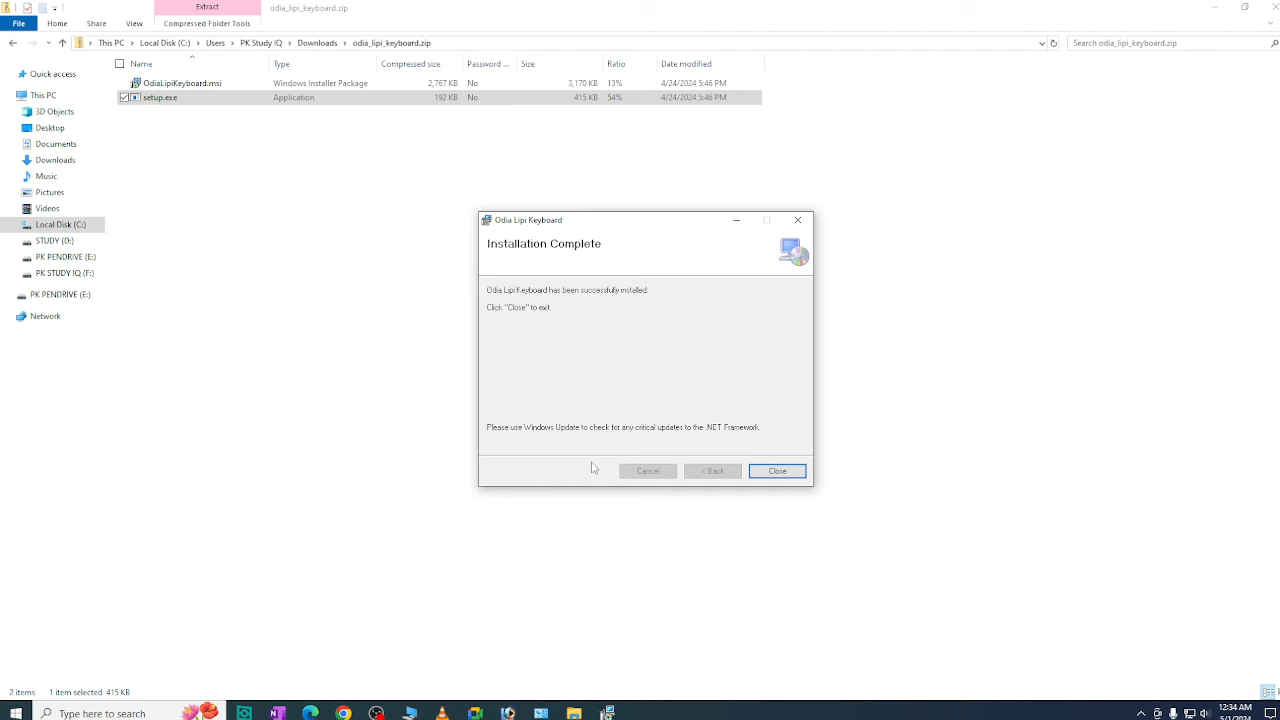 Extract
odia_lipi_keyboard.zip
File Home Share View Compressed Folder Tools
This PC > Local Disk (C:) > Users > PK Study IQ > Downloads > odia_lipi_keyboard.zip
Search odia_lipi_keyboard.zip
Name Type Compressed size Password ... Size Ratio Date modified
OdiaLipiKeyboard.msi Windows Installer Package 2,767 KB No 3,170 KB 13% 4/24/2024 5:46 PM
setup.exe Application 192 KB No 415 KB 54% 4/24/2024 5:46 PM
Quick access
This PC
3D Objects
Desktop
Documents
Downloads
Music
Pictures
Videos
Local Disk (C:)
STUDY (D:)
PK PENDRIVE (E:)
PK STUDY IQ (F:)
PK PENDRIVE (E:)
Network
Odia Lipi Keyboard
Installation Complete
Odia Lipi Keyboard has been successfully installed.
Click "Close" to exit.
Please use Windows Update to check for any critical updates to the .NET Framework.
Cancel < Back Close
2 items 1 item selected 415 KB
Type here to search
12:34 AM